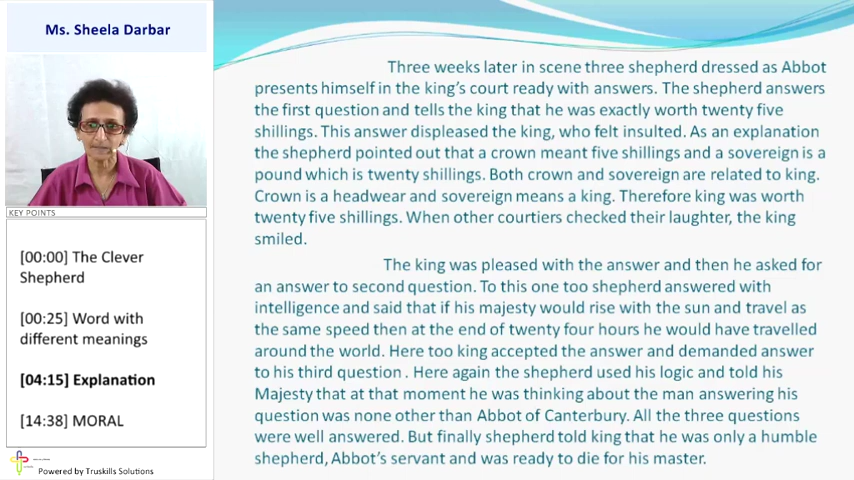 Ms. Sheela Darbar
KEY POINTS
[00:00] The Clever
Shepherd
[00:25] Word with
different meanings
[04:15] Explanation
[14:38] MORAL
Powered by Truskills Solutions
Three weeks later in scene three shepherd dressed as Abbot
presents himself in the king's court ready with answers. The shepherd answers
the first question and tells the king that he was exactly worth twenty five
shillings. This answer displeased the king, who felt insulted. As an explanation
the shepherd pointed out that a crown meant five shillings and a sovereign is a
pound which is twenty shillings. Both crown and sovereign are related to king.
Crown is a headwear and sovereign means a king. Therefore king was worth
twenty five shillings. When other courtiers checked their laughter, the king
smiled.
The king was pleased with the answer and then he asked for
an answer to second question. To this one too shepherd answered with
intelligence and said that if his majesty would rise with the sun and travel as
the same speed then at the end of twenty four hours he would have travelled
around the world. Here too king accepted the answer and demanded answer
to his third question . Here again the shepherd used his logic and told his
Majesty that at that moment he was thinking about the man answering his
question was none other than Abbot of Canterbury. All the three questions
were well answered. But finally shepherd told king that he was only a humble
shepherd, Abbot's servant and was ready to die for his master.